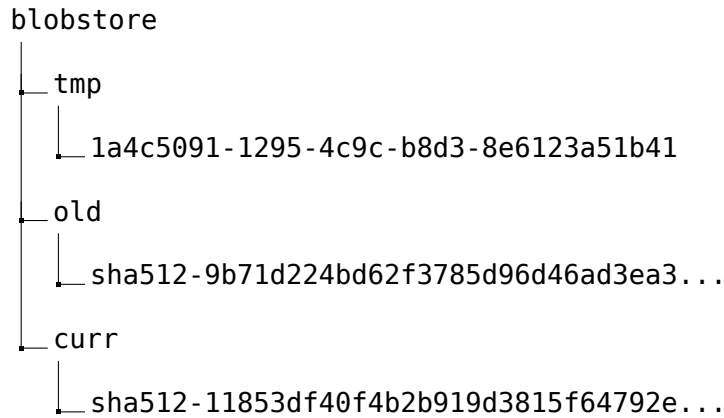 blobstore
tmp
1a4c5091-1295-4c9c-b8d3-8e6123a51b41
old
sha512-9b71d224bd62f3785d96d46ad3ea3...
curr
sha512-11853df40f4b2b919d3815f64792e...